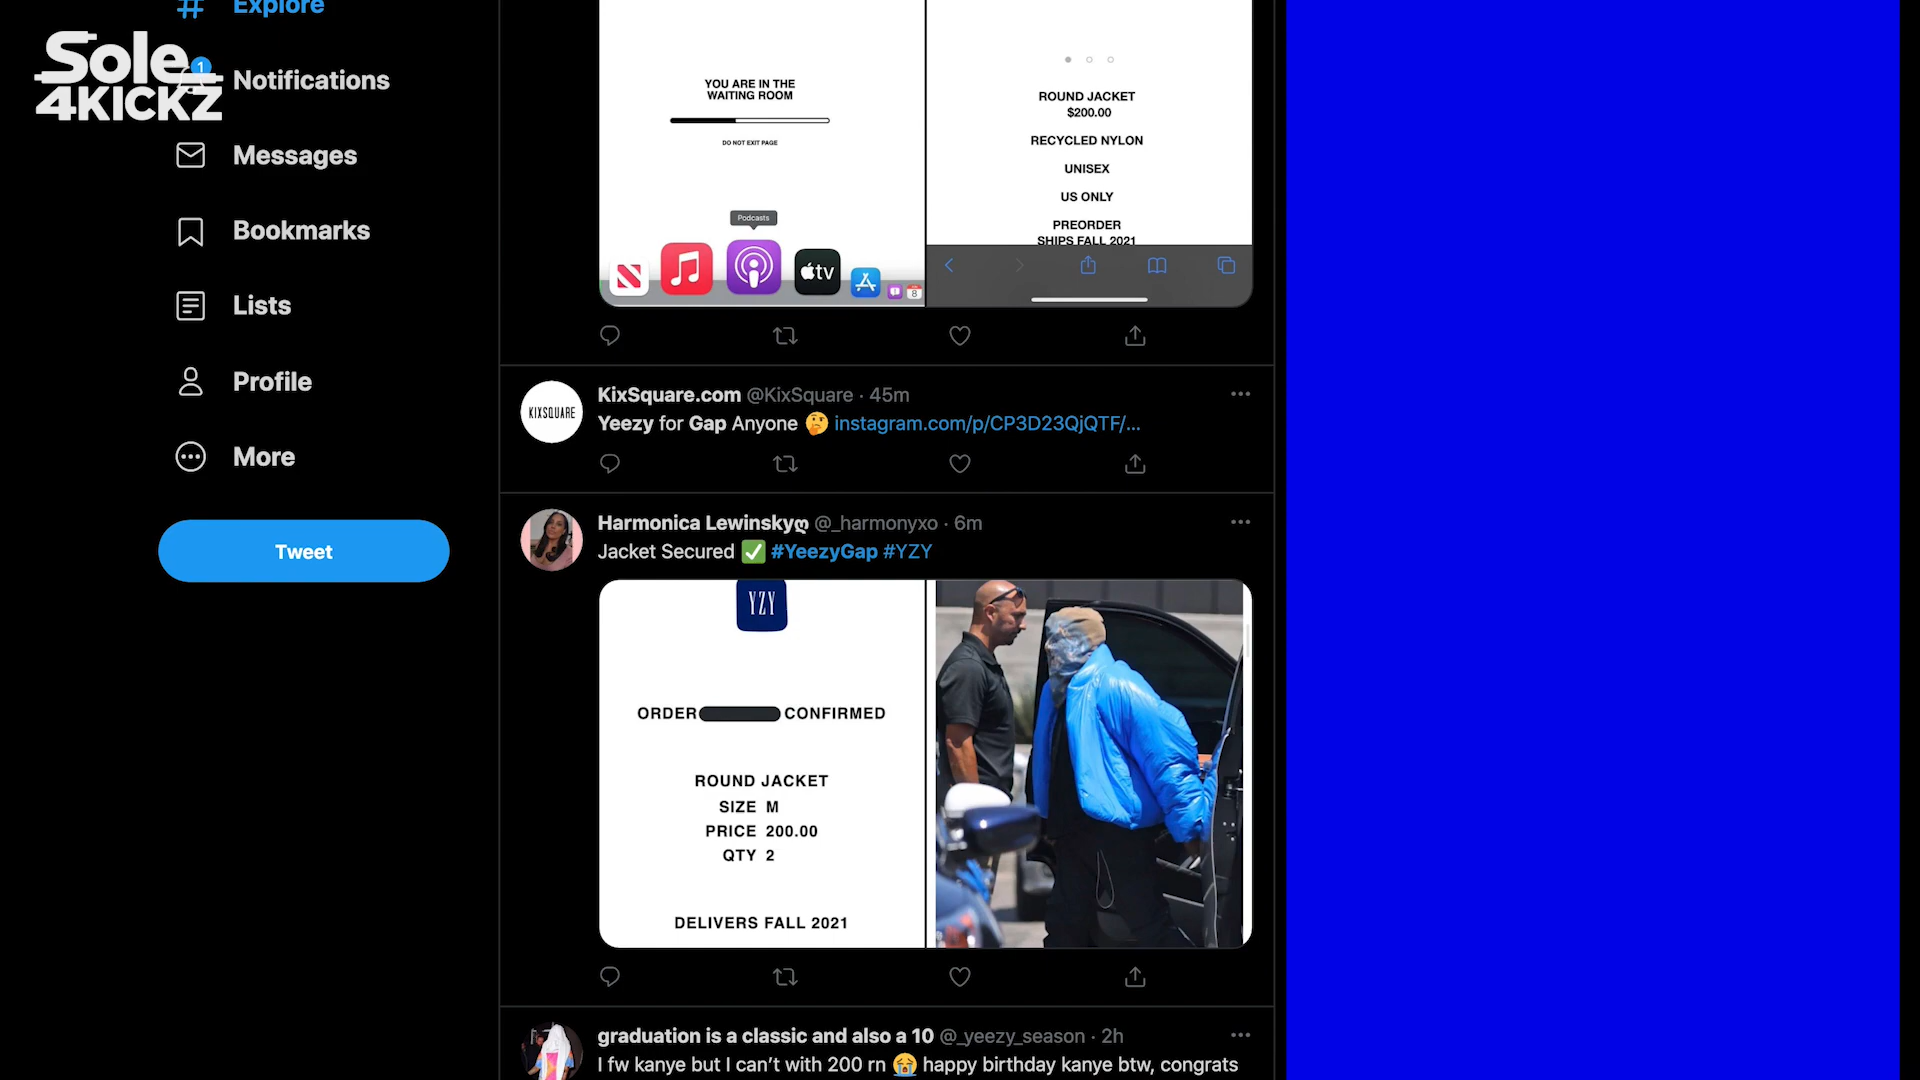 Explore
Sole
4KICKZ
1
Notifications
Messages
Bookmarks
Lists
Profile
More
Tweet
YOU ARE IN THE
WAITING ROOM
DO NOT EXIT PAGE
Podcasts
tv
8
ROUND JACKET
$200.00
RECYCLED NYLON
UNISEX
US ONLY
PREORDER
SHIPS FALL 2021
KIXSQUARE
KixSquare.com @KixSquare · 45m
Yeezy for Gap Anyone 🤔 instagram.com/p/CP3D23QjQTF/...
Harmonica Lewinskyღ @_harmonyxo · 6m
Jacket Secured ✅ #YeezyGap #YZY
YZY
ORDER CONFIRMED
ROUND JACKET
SIZE M
PRICE 200.00
QTY 2
DELIVERS FALL 2021
graduation is a classic and also a 10 @_yeezy_season · 2h
I fw kanye but I can't with 200 rn 😭 happy birthday kanye btw, congrats